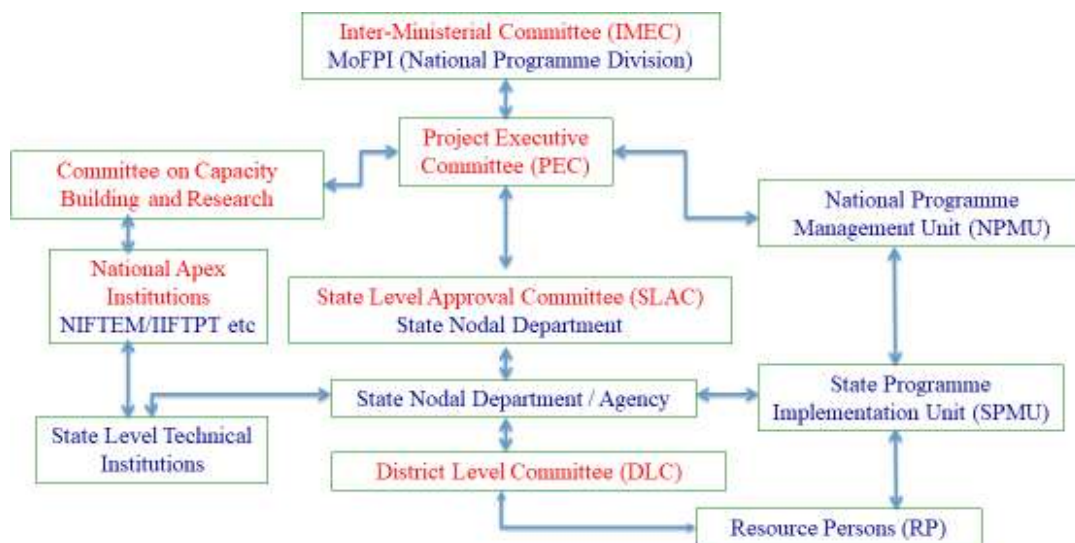 Inter-Ministerial Committee (IMEC)
MoFPI (National Programme Division)
Project Executive
Committee (PEC)
Committee on Capacity
Building and Research
National Programme
Management Unit (NPMU)
National Apex
Institutions
NIFTEM/IIFTPT etc
State Level Approval Committee (SLAC)
State Nodal Department
State Nodal Department / Agency
State Programme
Implementation Unit (SPMU)
State Level Technical
Institutions
District Level Committee (DLC)
Resource Persons (RP)